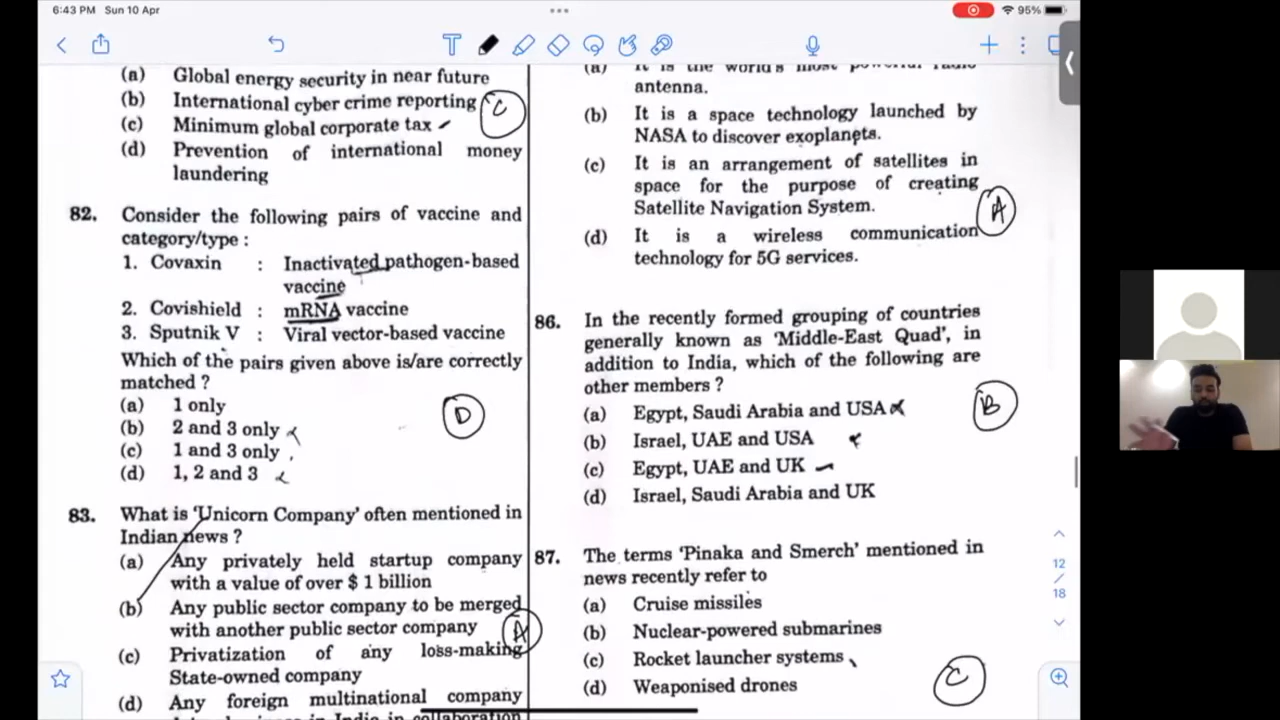 6:43 PM Sun 10 Apr
95%
(a) Global energy security in near future
(b) International cyber crime reporting
(c) Minimum global corporate tax
(d) Prevention of international money
laundering
C
82. Consider the following pairs of vaccine and
category/type :
1. Covaxin : Inactivated pathogen-based
vaccine
2. Covishield : mRNA vaccine
3. Sputnik V : Viral vector-based vaccine
Which of the pairs given above is/are correctly
matched ?
(a) 1 only
(b) 2 and 3 only
(c) 1 and 3 only
(d) 1, 2 and 3
D
83. What is 'Unicorn Company' often mentioned in
Indian news ?
(a) Any privately held startup company
with a value of over $ 1 billion
(b) Any public sector company to be merged
with another public sector company
A
(c) Privatization of any loss-making
State-owned company
(d) Any foreign multinational company
(a) It is the world's most powerful radio
antenna.
(b) It is a space technology launched by
NASA to discover exoplanets.
(c) It is an arrangement of satellites in
space for the purpose of creating
Satellite Navigation System.
A
(d) It is a wireless communication
technology for 5G services.
86. In the recently formed grouping of countries
generally known as 'Middle-East Quad', in
addition to India, which of the following are
other members ?
(a) Egypt, Saudi Arabia and USA
B
(b) Israel, UAE and USA
(c) Egypt, UAE and UK
(d) Israel, Saudi Arabia and UK
87. The terms 'Pinaka and Smerch' mentioned in
news recently refer to
(a) Cruise missiles
(b) Nuclear-powered submarines
(c) Rocket launcher systems
(d) Weaponised drones
C
12
/
18